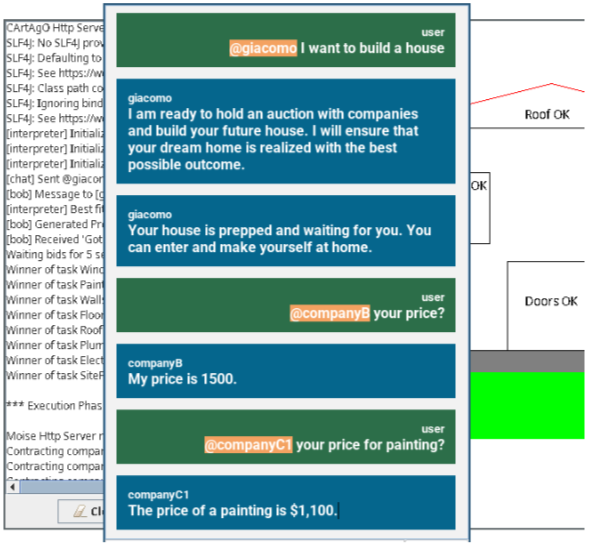 CArtAgO Http Serve
SLF4J: No SLF4J prov
SLF4J: Defaulting to
SLF4J: See https://w
SLF4J: Class path co
SLF4J: Ignoring bind
SLF4J: See https://w
[interpreter] Initializ
[interpreter] Initializ
[interpreter] Initializ
[chat] Sent @giacor
[bob] Message to [g
[interpreter] Best fit
[bob] Generated Pr
[bob] Received 'Got
Waiting bids for 5 se
Winner of task Wind
Winner of task Paint
Winner of task Walls
Winner of task Floor
Winner of task Roof
Winner of task Plum
Winner of task Elect
Winner of task SiteP
*** Execution Phas
Moise Http Server r
Contracting compar
Contracting compar
Cl
user
@giacomo I want to build a house
giacomo
I am ready to hold an auction with companies
and build your future house. I will ensure that
your dream home is realized with the best
possible outcome.
giacomo
Your house is prepped and waiting for you. You
can enter and make yourself at home.
user
@companyB your price?
companyB
My price is 1500.
user
@companyC1 your price for painting?
companyC1
The price of a painting is $1,100.
Roof OK
OK
Doors OK